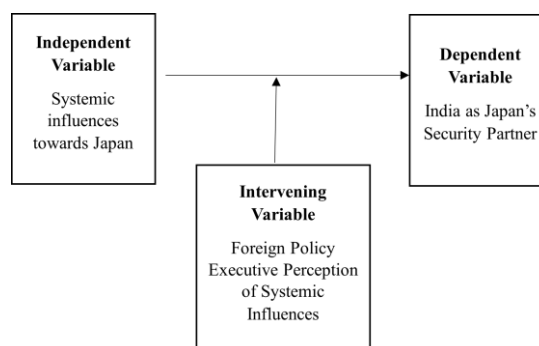 Independent
Variable
Systemic
influences
towards Japan
Dependent
Variable
India as Japan's
Security Partner
Intervening
Variable
Foreign Policy
Executive Perception
of Systemic
Influences